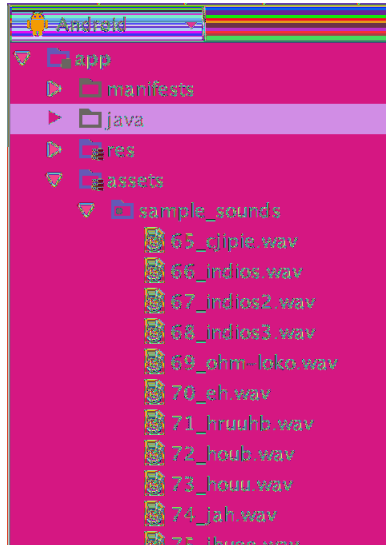 Android
app
manifests
java
res
assets
sample_sounds
65_cjipie.wav
66_indios.wav
67_indios2.wav
68_indios3.wav
69_ohm-loko.wav
70_eh.wav
71_hruuhb.wav
72_houb.wav
73_houu.wav
74_jah.wav